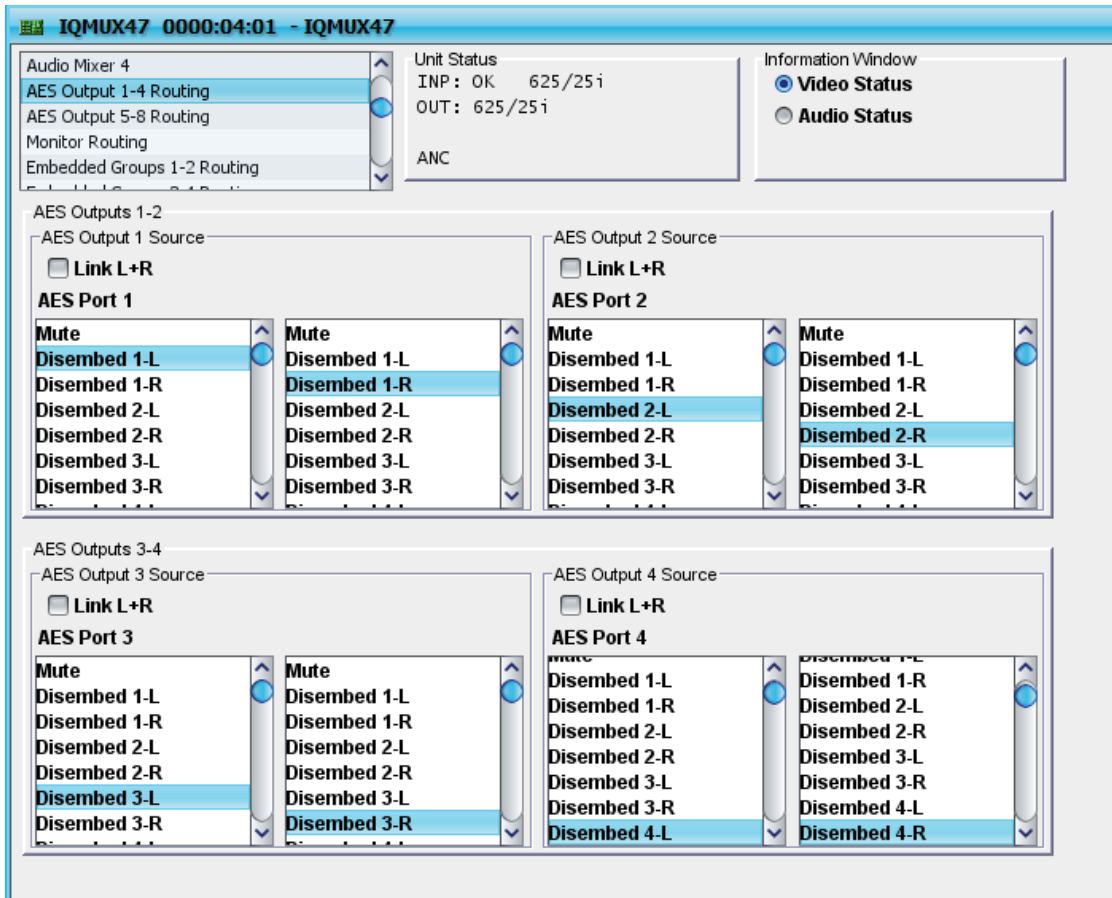 IQMUX47 0000:04:01 - IQMUX47
Audio Mixer 4
AES Output 1-4 Routing
AES Output 5-8 Routing
Monitor Routing
Embedded Groups 1-2 Routing
Unit Status
INP: OK 625/25i
OUT: 625/25i
ANC
Information Window
Video Status
Audio Status
AES Outputs 1-2
AES Output 1 Source
Link L+R
AES Port 1
Mute
Disembed 1-L
Disembed 1-R
Disembed 2-L
Disembed 2-R
Disembed 3-L
Disembed 3-R
Mute
Disembed 1-L
Disembed 1-R
Disembed 2-L
Disembed 2-R
Disembed 3-L
Disembed 3-R
AES Output 2 Source
Link L+R
AES Port 2
Mute
Disembed 1-L
Disembed 1-R
Disembed 2-L
Disembed 2-R
Disembed 3-L
Disembed 3-R
Mute
Disembed 1-L
Disembed 1-R
Disembed 2-L
Disembed 2-R
Disembed 3-L
Disembed 3-R
AES Outputs 3-4
AES Output 3 Source
Link L+R
AES Port 3
Mute
Disembed 1-L
Disembed 1-R
Disembed 2-L
Disembed 2-R
Disembed 3-L
Disembed 3-R
Mute
Disembed 1-L
Disembed 1-R
Disembed 2-L
Disembed 2-R
Disembed 3-L
Disembed 3-R
AES Output 4 Source
Link L+R
AES Port 4
Disembed 1-L
Disembed 1-R
Disembed 2-L
Disembed 2-R
Disembed 3-L
Disembed 3-R
Disembed 4-L
Disembed 1-R
Disembed 2-L
Disembed 2-R
Disembed 3-L
Disembed 3-R
Disembed 4-L
Disembed 4-R